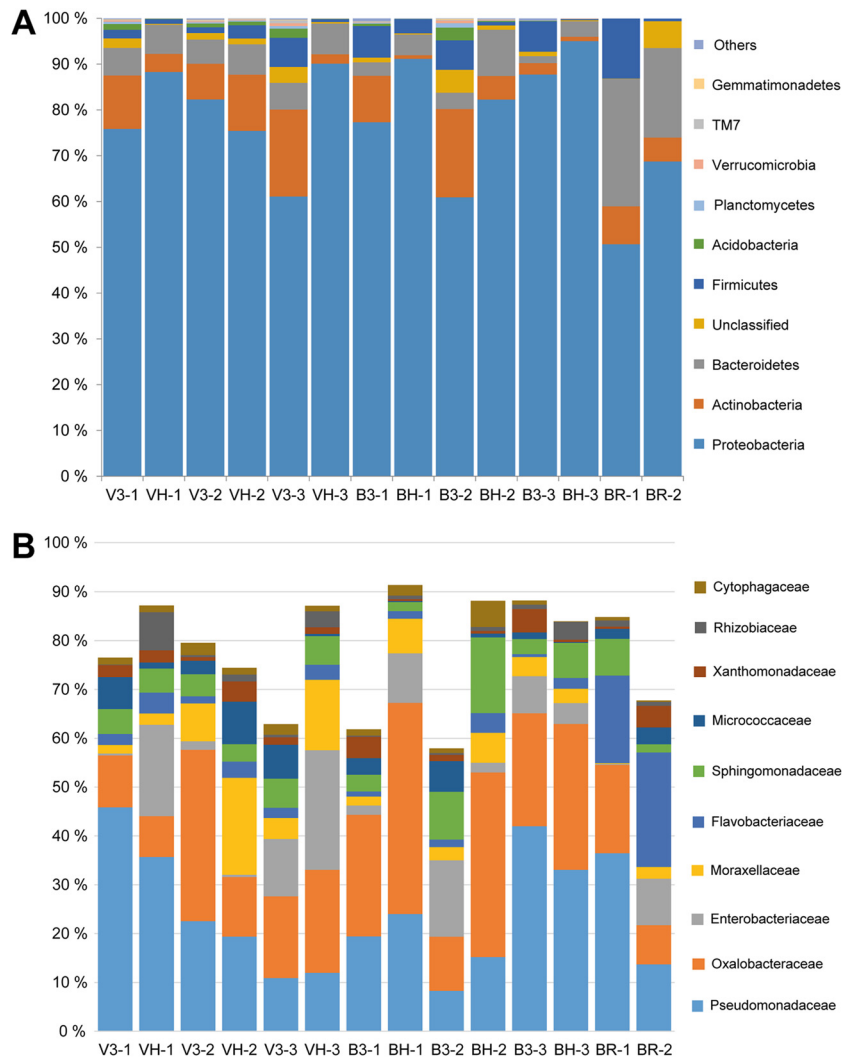 A
100 %
90 %
80 %
70 %
60 %
50 %
40 %
30 %
20 %
10 %
0 %
V3-1 VH-1 V3-2 VH-2 V3-3 VH-3 B3-1 BH-1 B3-2 BH-2 B3-3 BH-3 BR-1 BR-2
Others
Gemmatimonadetes
TM7
Verrucomicrobia
Planctomycetes
Acidobacteria
Firmicutes
Unclassified
Bacteroidetes
Actinobacteria
Proteobacteria
B
100 %
90 %
80 %
70 %
60 %
50 %
40 %
30 %
20 %
10 %
0 %
V3-1 VH-1 V3-2 VH-2 V3-3 VH-3 B3-1 BH-1 B3-2 BH-2 B3-3 BH-3 BR-1 BR-2
Cytophagaceae
Rhizobiaceae
Xanthomonadaceae
Micrococcaceae
Sphingomonadaceae
Flavobacteriaceae
Moraxellaceae
Enterobacteriaceae
Oxalobacteraceae
Pseudomonadaceae